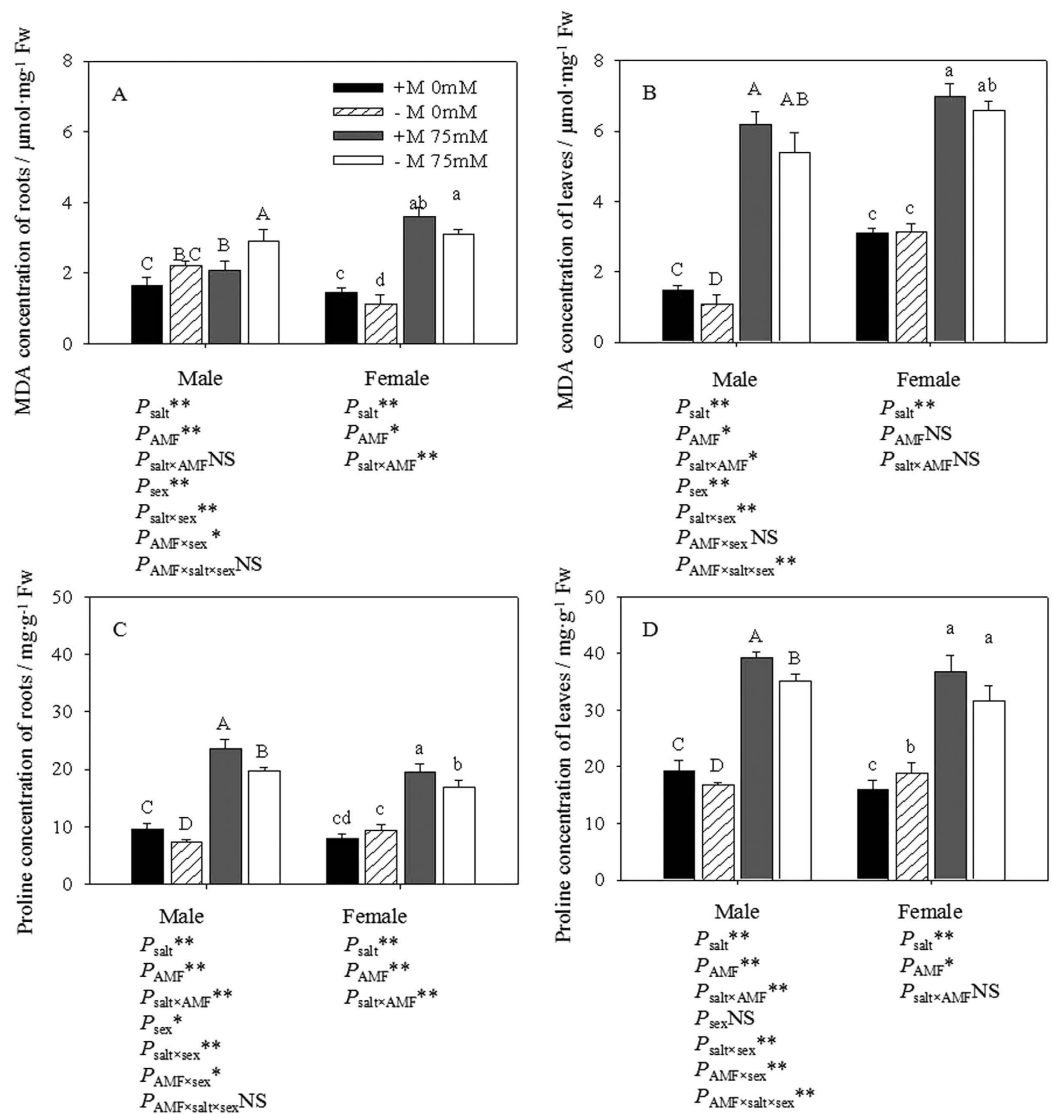 MDA concentration of roots / μmol·mg-1 Fw
8
6
4
2
0
A
+M 0mM
- M 0mM
+M 75mM
- M 75mM
C
BC
B
A
c
d
ab
a
Male
Female
Psalt**
PAMF**
Psalt×AMFNS
Psex**
Psalt×sex**
PAMF×sex*
PAMF×salt×sexNS
Psalt**
PAMF*
Psalt×AMF**
MDA concentration of leaves / μmol·mg-1 Fw
8
6
4
2
0
B
C
D
A
AB
c
c
a
ab
Male
Female
Psalt**
PAMF*
Psalt×AMF*
Psex**
Psalt×sex**
PAMF×sexNS
PAMF×salt×sex**
Psalt**
PAMFNS
Psalt×AMFNS
Proline concentration of roots / mg·g-1 Fw
50
40
30
20
10
0
C
C
D
A
B
cd
c
a
b
Male
Female
Psalt**
PAMF**
Psalt×AMF**
Psex*
Psalt×sex**
PAMF×sex*
PAMF×salt×sexNS
Psalt**
PAMF**
Psalt×AMF**
Proline concentration of leaves / mg·g-1 Fw
50
40
30
20
10
0
D
C
D
A
B
c
b
a
a
Male
Female
Psalt**
PAMF**
Psalt×AMF**
PsexNS
Psalt×sex**
PAMF×sex**
PAMF×salt×sex**
Psalt**
PAMF*
Psalt×AMFNS